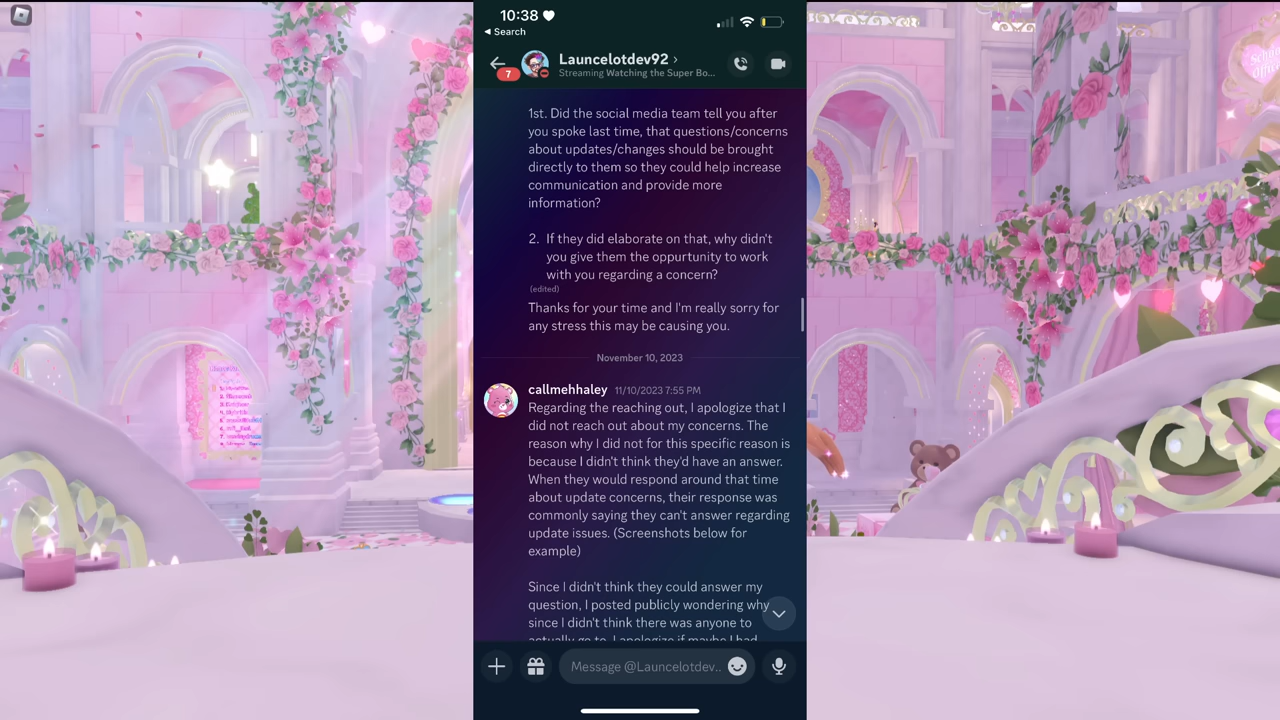 10:38
Search
7
Launcelotdev92
Streaming Watching the Super Bo...
1st. Did the social media team tell you after
you spoke last time, that questions/concerns
about updates/changes should be brought
directly to them so they could help increase
communication and provide more
information?
2. If they did elaborate on that, why didn't
you give them the oppurtunity to work
with you regarding a concern?
(edited)
Thanks for your time and I'm really sorry for
any stress this may be causing you.
November 10, 2023
callmehhaley 11/10/2023 7:55 PM
Regarding the reaching out, I apologize that I
did not reach out about my concerns. The
reason why I did not for this specific reason is
because I didn't think they'd have an answer.
When they would respond around that time
about update concerns, their response was
commonly saying they can't answer regarding
update issues. (Screenshots below for
example)
Since I didn't think they could answer my
question, I posted publicly wondering why
since I didn't think there was anyone to
actually go to. I apologize if maybe I had
Message @Launcelotdev..